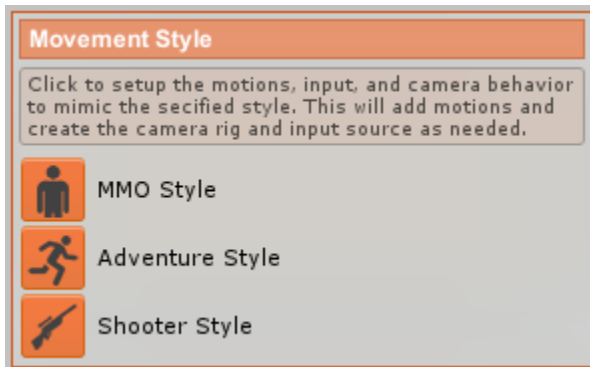 Movement Style
Click to setup the motions, input, and camera behavior
to mimic the secified style. This will add motions and
create the camera rig and input source as needed.
MMO Style
Adventure Style
Shooter Style